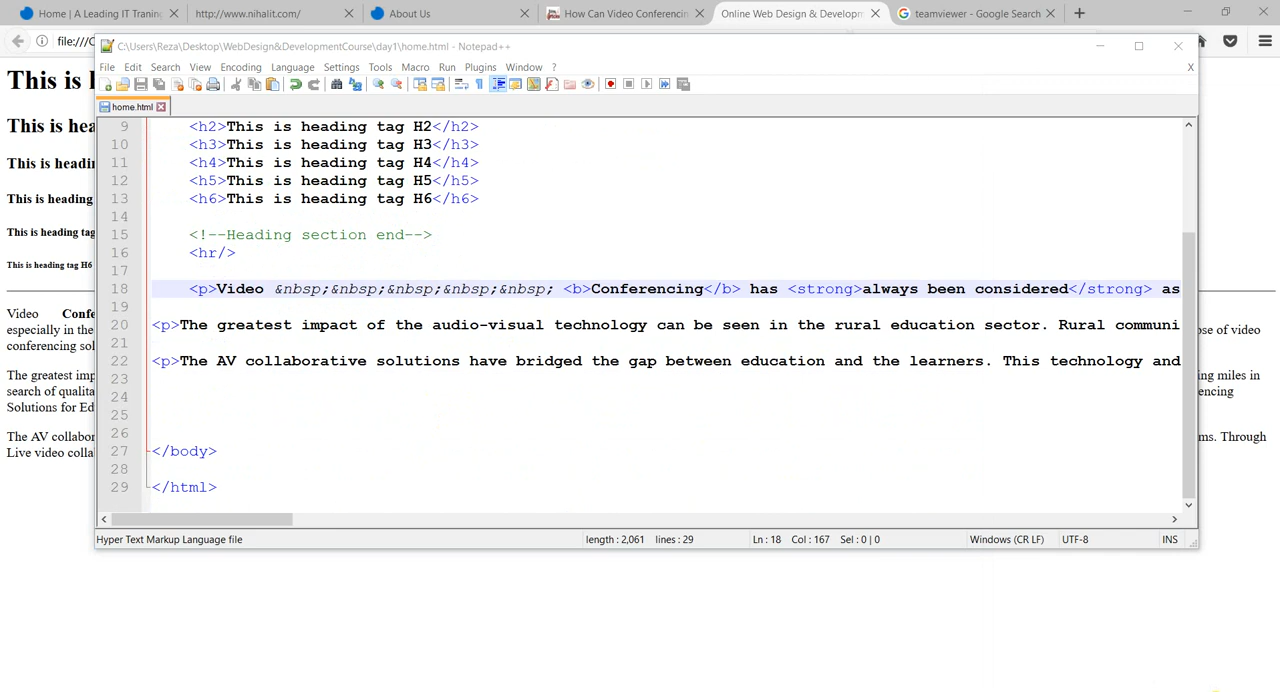 Home | A Leading IT Traning
http://www.nihalit.com/
About Us
How Can Video Conferencin
Online Web Design & Developm
teamviewer - Google Search
file:///C
C:\Users\Reza\Desktop\WebDesign&DevelopmentCourse\day1\home.html - Notepad++
File Edit Search View Encoding Language Settings Tools Macro Run Plugins Window ? X
home.html
9 <h2>This is heading tag H2</h2>
10 <h3>This is heading tag H3</h3>
11 <h4>This is heading tag H4</h4>
12 <h5>This is heading tag H5</h5>
13 <h6>This is heading tag H6</h6>
14
15 <!--Heading section end-->
16 <hr/>
17
18 <p>Video &nbsp;&nbsp;&nbsp;&nbsp;&nbsp; <b>Conferencing</b> has <strong>always been considered</strong> as
19
20 <p>The greatest impact of the audio-visual technology can be seen in the rural education sector. Rural communi
21
22 <p>The AV collaborative solutions have bridged the gap between education and the learners. This technology and
23
24
25
26
27 </body>
28
29 </html>
Hyper Text Markup Language file length : 2,061 lines : 29 Ln : 18 Col : 167 Sel : 0 | 0 Windows (CR LF) UTF-8 INS
This is h
This is hea
This is headin
This is heading
This is heading tag
This is heading tag H6
Video Confe
especially in the ose of video
conferencing sol
The greatest imp ing miles in
search of qualita encing
Solutions for Ed
The AV collabor ms. Through
Live video colla